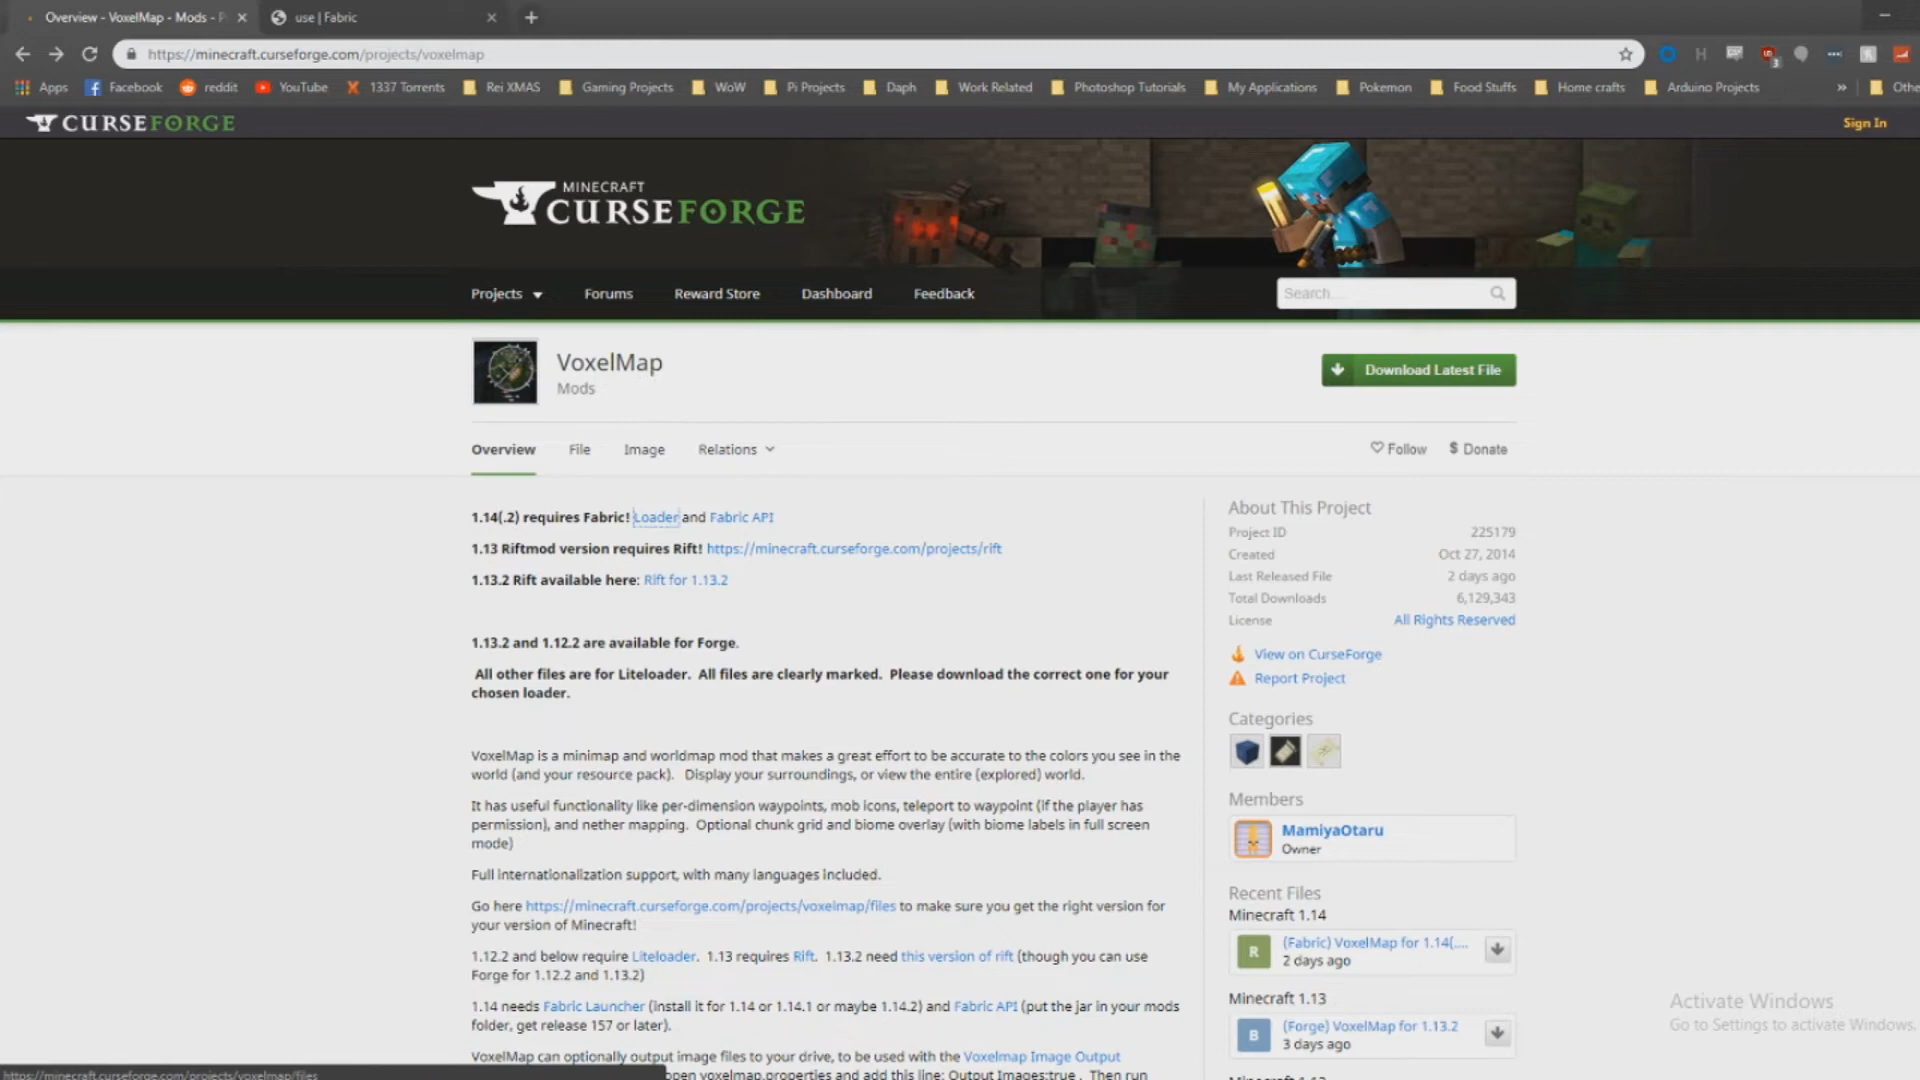 Overview - VoxelMap - Mods -
use | Fabric
https://minecraft.curseforge.com/projects/voxelmap
3
Apps
Facebook
reddit
YouTube
1337 Torrents
Rei XMAS
Gaming Projects
WoW
Pi Projects
Daph
Work Related
Photoshop Tutorials
My Applications
Pokemon
Food Stuffs
Home crafts
Arduino Projects
»
Othe
CURSEFORGE
Sign In
MINECRAFT
CURSEFORGE
Projects
Forums
Reward Store
Dashboard
Feedback
Search...
VoxelMap
Mods
Download Latest File
Overview
File
Image
Relations
Follow
$ Donate
1.14(.2) requires Fabric! Loader and Fabric API
1.13 Riftmod version requires Rift! https://minecraft.curseforge.com/projects/rift
1.13.2 Rift available here: Rift for 1.13.2
1.13.2 and 1.12.2 are available for Forge.
All other files are for Liteloader. All files are clearly marked. Please download the correct one for your
chosen loader.
VoxelMap is a minimap and worldmap mod that makes a great effort to be accurate to the colors you see in the
world (and your resource pack). Display your surroundings, or view the entire (explored) world.
It has useful functionality like per-dimension waypoints, mob icons, teleport to waypoint (if the player has
permission), and nether mapping. Optional chunk grid and biome overlay (with biome labels in full screen
mode)
Full internationalization support, with many languages included.
Go here https://minecraft.curseforge.com/projects/voxelmap/files to make sure you get the right version for
your version of Minecraft!
1.12.2 and below require Liteloader. 1.13 requires Rift. 1.13.2 need this version of rift (though you can use
Forge for 1.12.2 and 1.13.2)
1.14 needs Fabric Launcher (install it for 1.14 or 1.14.1 or maybe 1.14.2) and Fabric API (put the jar in your mods
folder, get release 157 or later).
VoxelMap can optionally output image files to your drive, to be used with the Voxelmap Image Output
open voxelmap.properties and add this line: Output Images:true . Then run
About This Project
Project ID 225179
Created Oct 27, 2014
Last Released File 2 days ago
Total Downloads 6,129,343
License All Rights Reserved
View on CurseForge
Report Project
Categories
Members
MamiyaOtaru
Owner
Recent Files
Minecraft 1.14
R
(Fabric) VoxelMap for 1.14(....
2 days ago
Minecraft 1.13
B
(Forge) VoxelMap for 1.13.2
3 days ago
Activate Windows
Go to Settings to activate Windows.
https://minecraft.curseforge.com/projects/voxelmap/files